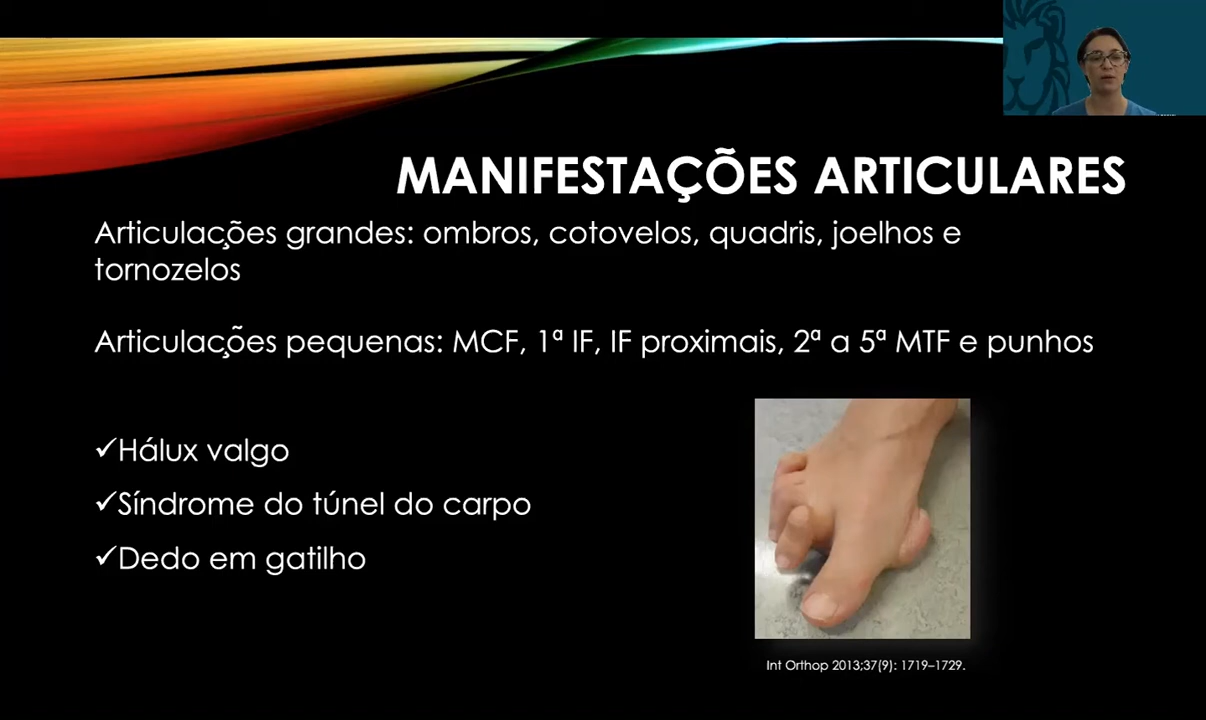 MANIFESTAÇÕES ARTICULARES
Articulações grandes: ombros, cotovelos, quadris, joelhos e
tornozelos
Articulações pequenas: MCF, 1ª IF, IF proximais, 2ª a 5ª MTF e punhos
✓Hálux valgo
✓Síndrome do túnel do carpo
✓Dedo em gatilho
Int Orthop 2013;37(9): 1719–1729.